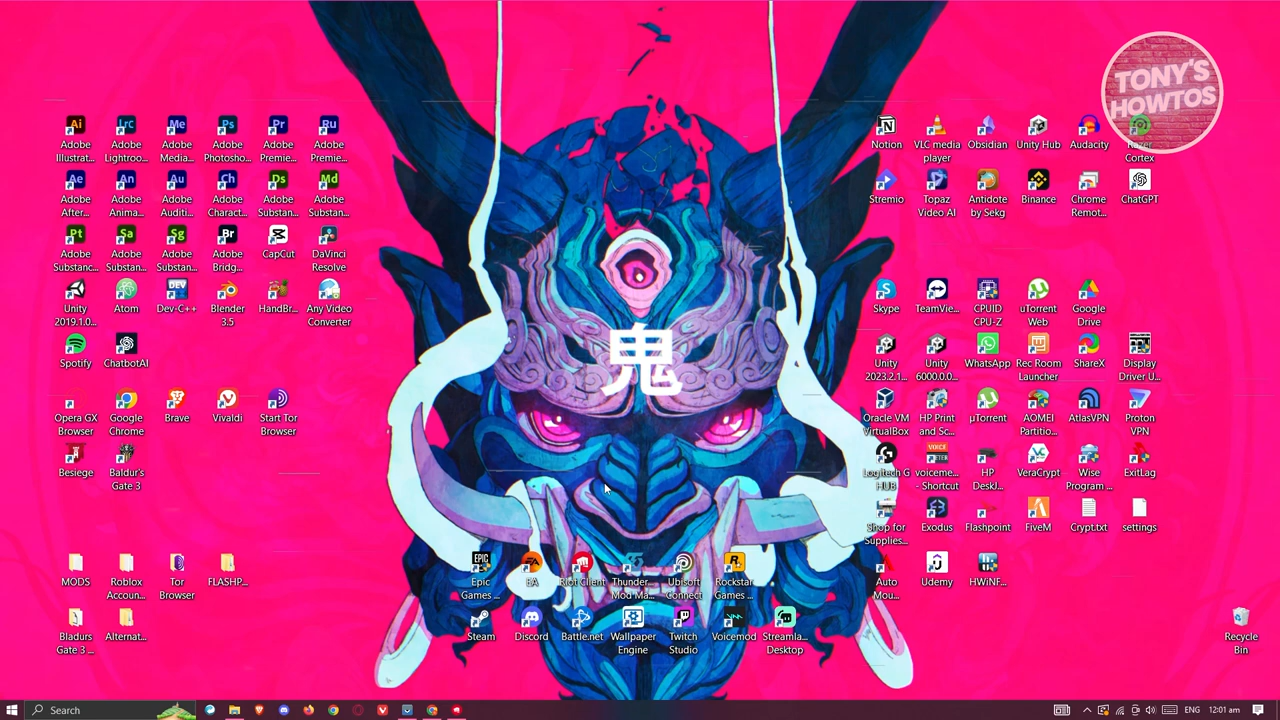 TONY'S
HOWTOS
Adobe Illustrat...
Adobe Lightroo...
Adobe Media...
Adobe Photosho...
Adobe Premie...
Adobe Premie...
Adobe After...
Adobe Anima...
Adobe Auditi...
Adobe Charact...
Adobe Substan...
Adobe Substan...
Adobe Substanc...
Adobe Substan...
Adobe Substan...
Adobe Bridg...
CapCut
DaVinci Resolve
Unity 2019.1.0...
Atom
Dev-C++
Blender 3.5
HandBr...
Any Video Converter
Spotify
ChatbotAI
Opera GX Browser
Google Chrome
Brave
Vivaldi
Start Tor Browser
Besiege
Baldur's Gate 3
MODS
Roblox Accoun...
Tor Browser
FLASHP...
Bladurs Gate 3 ...
Alternat...
鬼
Epic Games ...
EA
Riot Client
Thunder... Mod Ma...
Ubisoft Connect
Rockstar Games ...
Steam
Discord
Battle.net
Wallpaper Engine
Twitch Studio
Voicemod
Streamla... Desktop
Notion
VLC media player
Obsidian
Unity Hub
Audacity
Razer Cortex
Stremio
Topaz Video AI
Antidote by Sekg
Binance
Chrome Remot...
ChatGPT
Skype
TeamVie...
CPUID CPU-Z
uTorrent Web
Google Drive
Unity 2023.2.1...
Unity 6000.0.0...
WhatsApp
Rec Room Launcher
ShareX
Display Driver U...
Oracle VM VirtualBox
HP Print and Sc...
µTorrent
AOMEI Partitio...
AtlasVPN
Proton VPN
Logitech G HUB
voiceme... - Shortcut
HP DeskJ...
VeraCrypt
Wise Program ...
ExitLag
Shop for Supplies...
Exodus
Flashpoint
FiveM
Crypt.txt
settings
Auto Mou...
Udemy
HWiNF...
Recycle Bin
Search
ENG
12:01 am